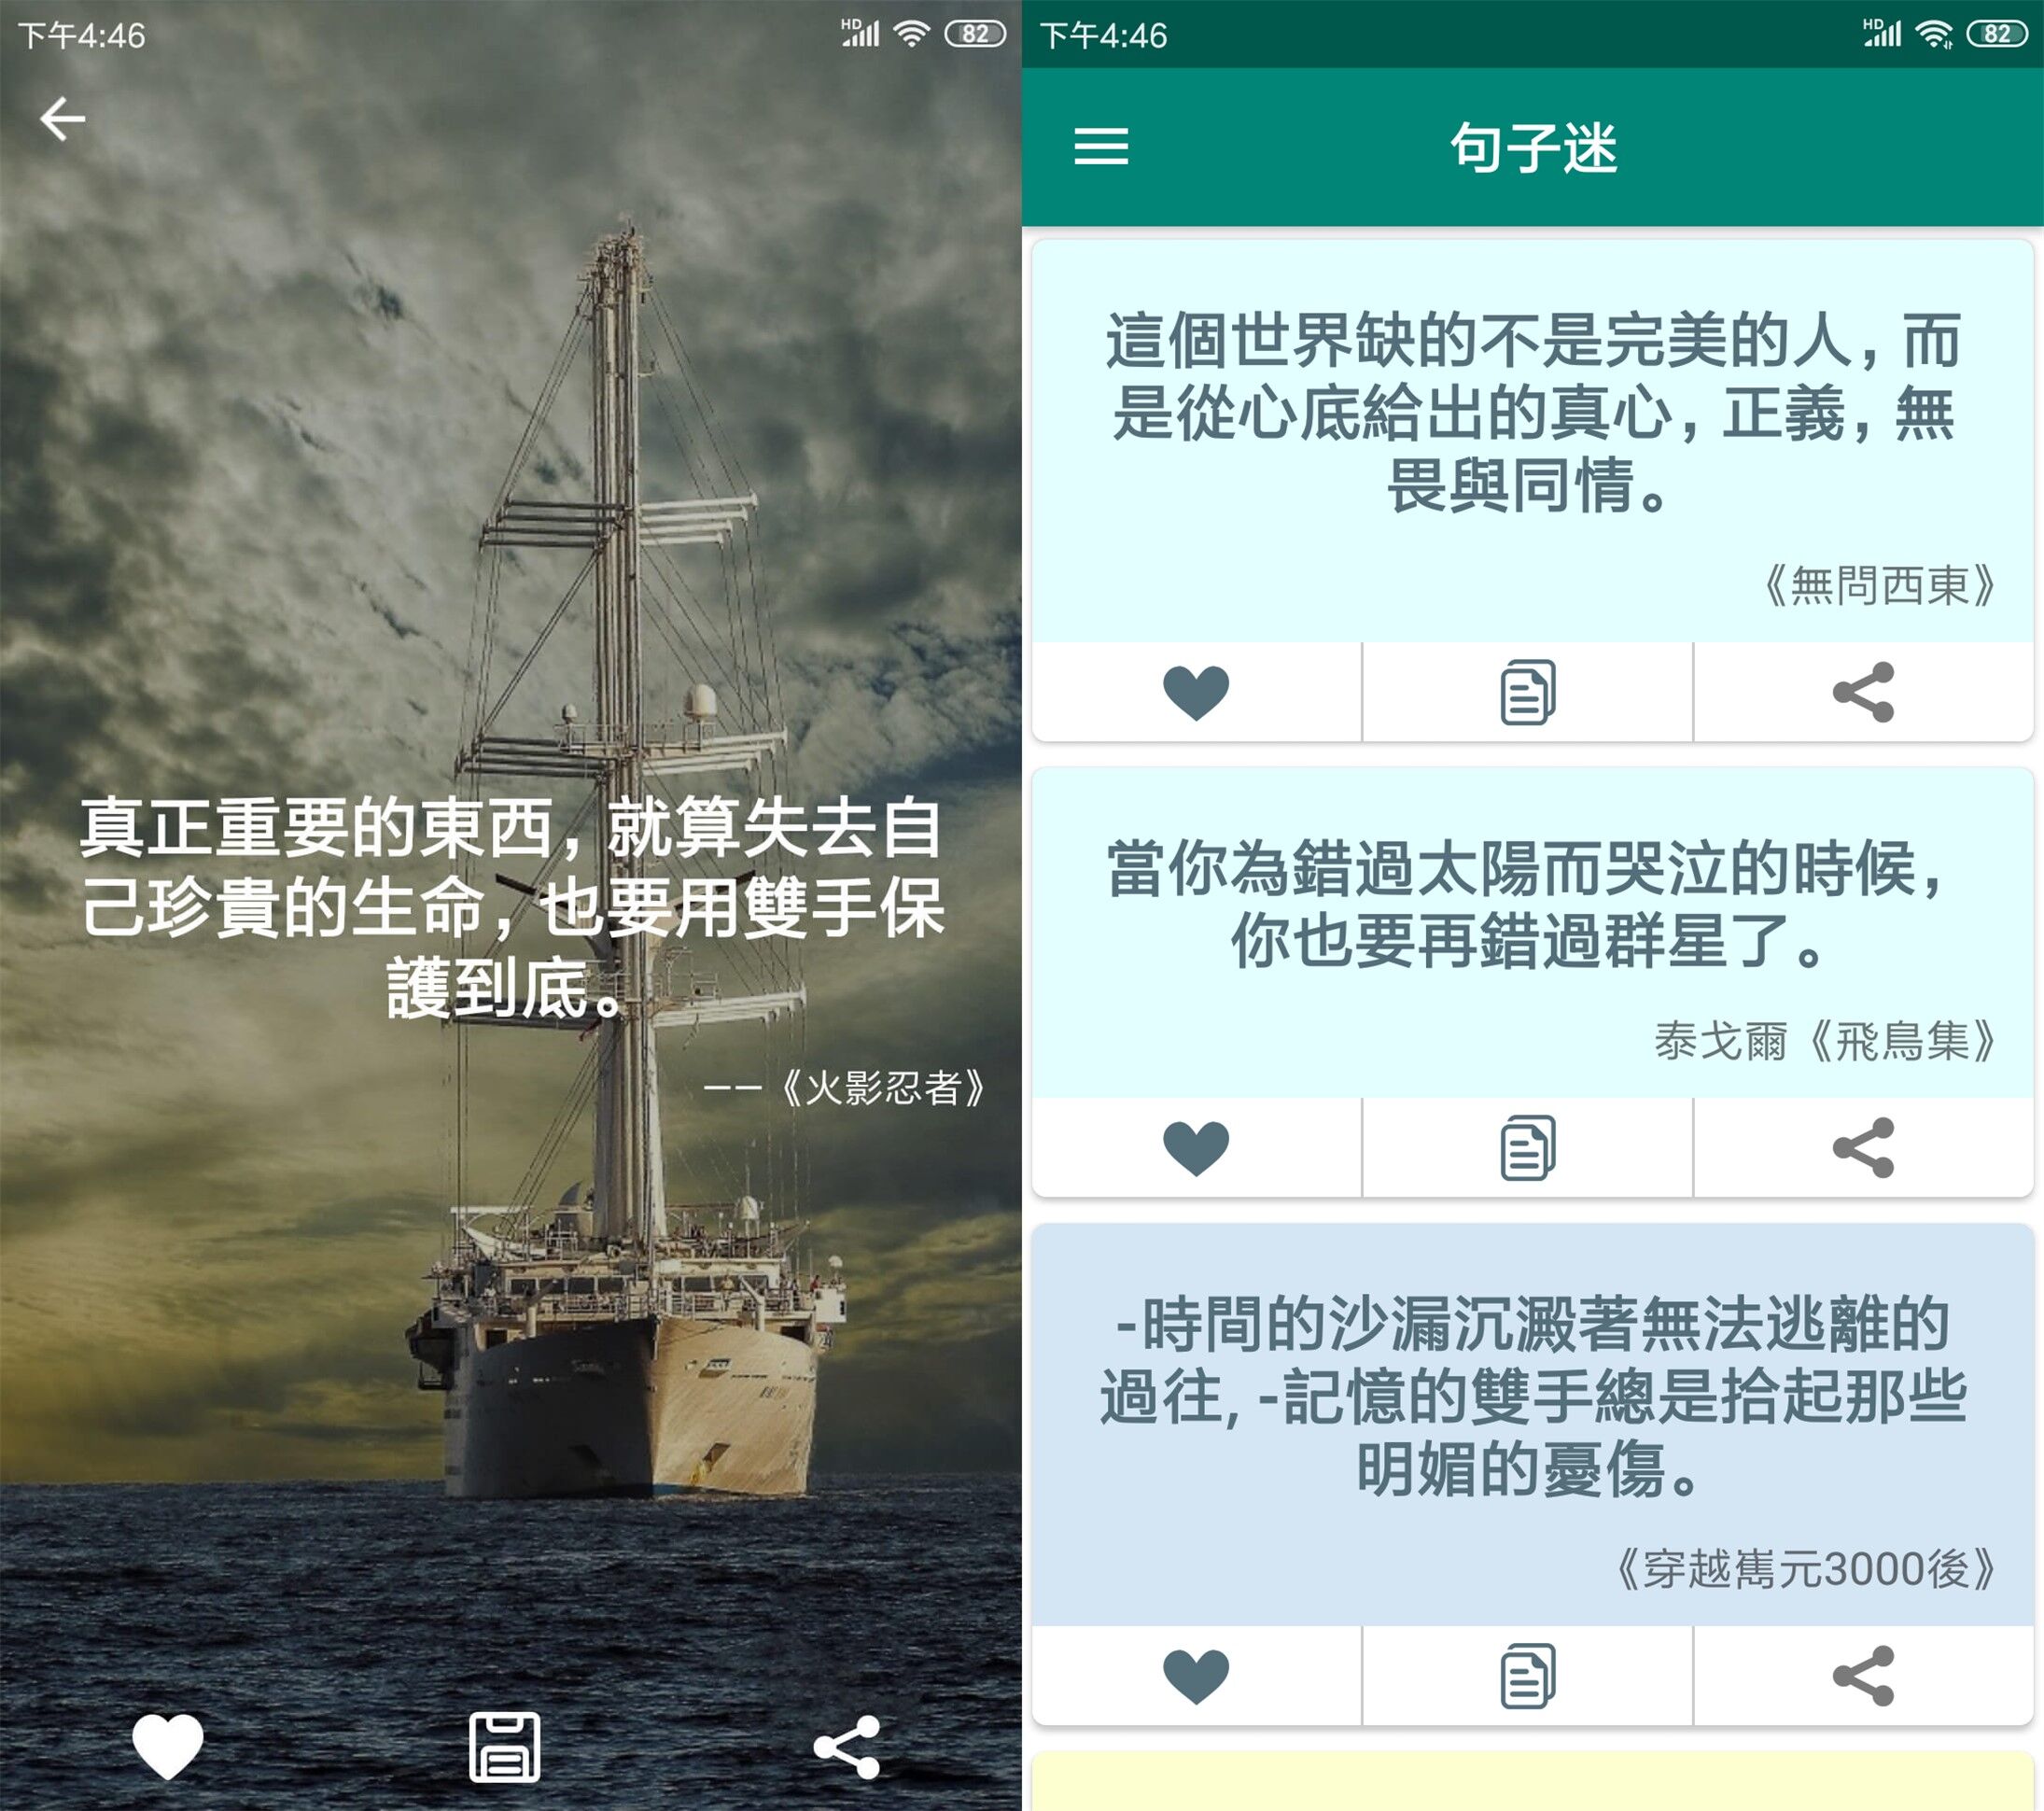 下午4:46
HD
82
真正重要的東西，就算失去自
己珍貴的生命，也要用雙手保
護到底。
——《火影忍者》
下午4:46
HD
82
句子迷
這個世界缺的不是完美的人，而
是從心底給出的真心，正義，無
畏與同情。
《無問西東》
當你為錯過太陽而哭泣的時候，
你也要再錯過群星了。
泰戈爾《飛鳥集》
-時間的沙漏沉澱著無法逃離的
過往, -記憶的雙手總是拾起那些
明媚的憂傷。
《穿越雋元3000後》